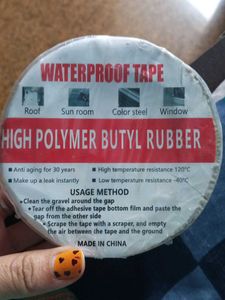 WATERPROOF TAPE
Roof Sun room Color steel Window
HIGH POLYMER BUTYL RUBBER
• Anti aging for 30 years • High temperature resistance 120°C
• Make up a leak instantly • Low temperature resistance -40°C
USAGE METHOD
•Clean the gravel around the gap
•Tear off the adhesive tape bottom film and paste the
gap from the other side
•Scrape the tape with a scraper, and empty
the air between the tape and the ground
MADE IN CHINA